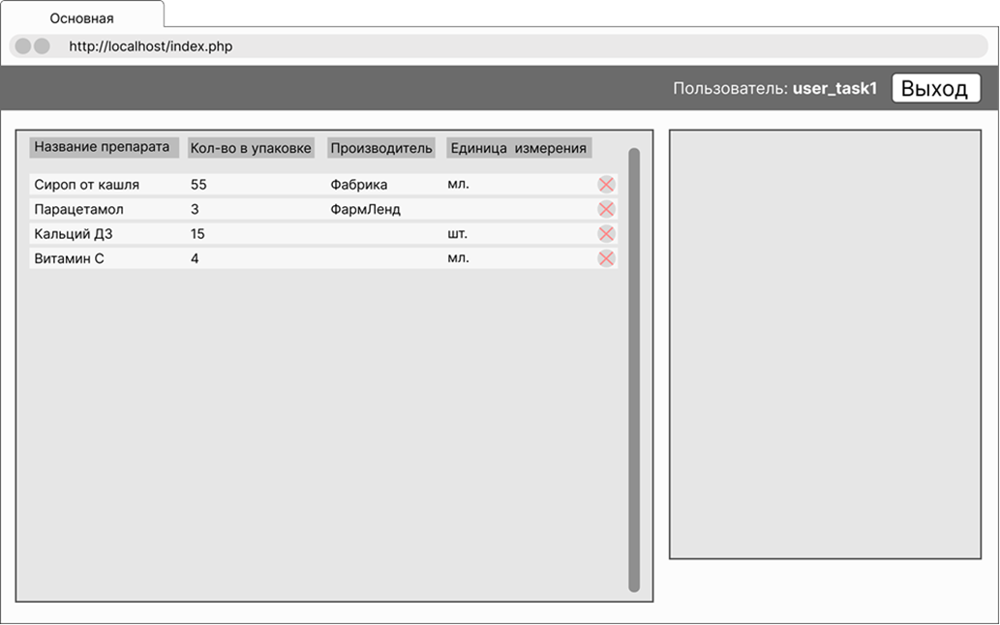 Основная
http://localhost/index.php
Пользователь: user_task1 Выход
Название препарата Кол-во в упаковке Производитель Единица измерения
Сироп от кашля 55 Фабрика мл.
Парацетамол 3 ФармЛенд
Кальций Д3 15 шт.
Витамин С 4 мл.